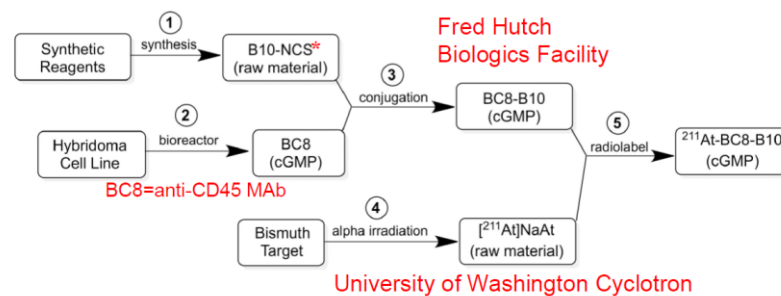 Fred Hutch
Biologics Facility
1
synthesis
Synthetic
Reagents
B10-NCS*
(raw material)
3
conjugation
BC8-B10
(cGMP)
2
bioreactor
Hybridoma
Cell Line
BC8
(cGMP)
BC8=anti-CD45 MAb
5
radiolabel
²¹¹At-BC8-B10
(cGMP)
4
alpha irradiation
Bismuth
Target
[²¹¹At]NaAt
(raw material)
University of Washington Cyclotron